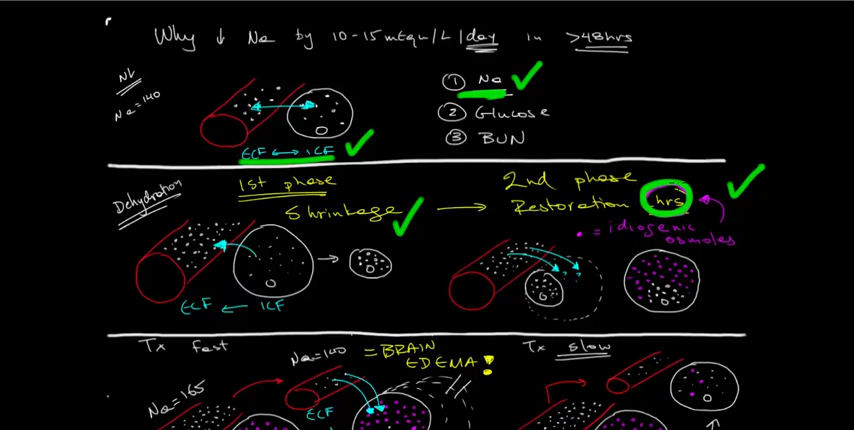 Why ↓ Na by 10-15 mEqu/L/day in >48hrs
NL
Na=140
① Na
② Glucose
③ BUN
ECF ↔ ICF
Dehydration
1st phase
Shrinkage →
2nd phase
Restoration hrs
= idiogenic
osmoles
ECF ← ICF
Tx Fast
Na=140 = BRAIN
EDEMA!
Tx Slow
Na=165
ECF